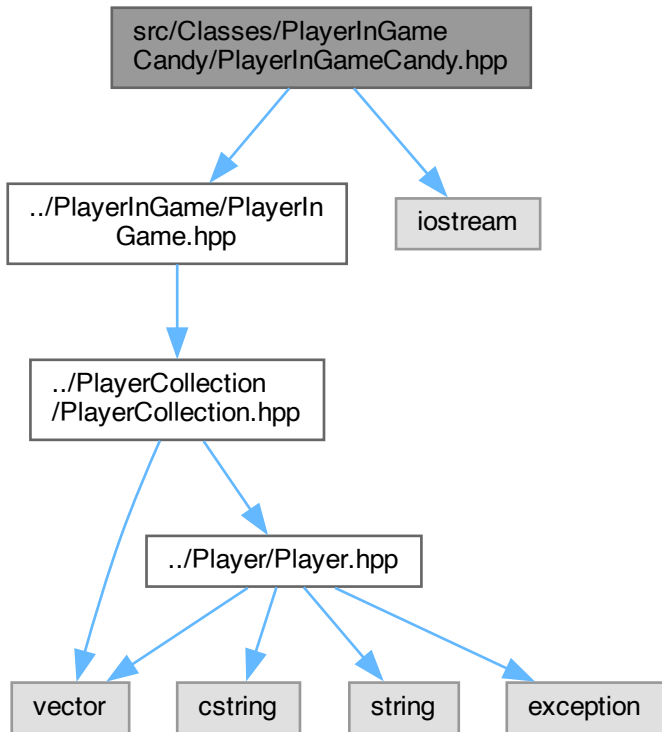 src/Classes/PlayerInGame
Candy/PlayerInGameCandy.hpp
../PlayerInGame/PlayerIn
Game.hpp
iostream
../PlayerCollection
/PlayerCollection.hpp
../Player/Player.hpp
vector
cstring
string
exception